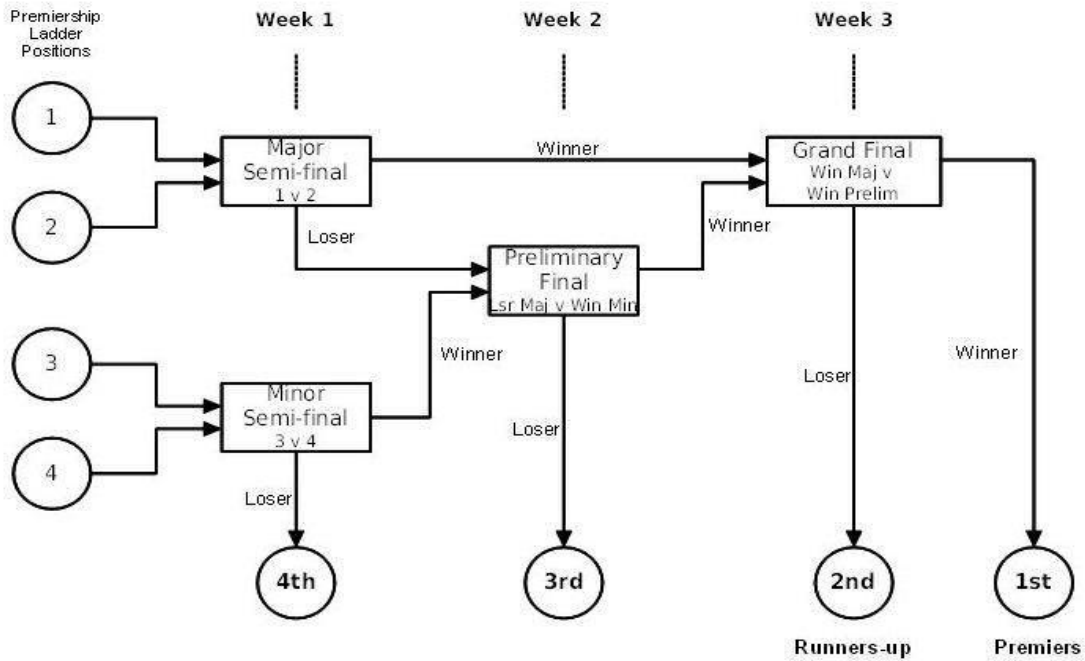 Premiership
Ladder
Positions
Week 1
Week 2
Week 3
1
2
3
4
Major
Semi-final
1 v 2
Winner
Loser
Grand Final
Win Maj v
Win Prelim
Winner
Preliminary
Final
Lsr Maj v Win Min
Winner
Minor
Semi-final
3 v 4
Loser
Loser
Loser
Winner
4th
3rd
2nd
1st
Runners-up
Premiers